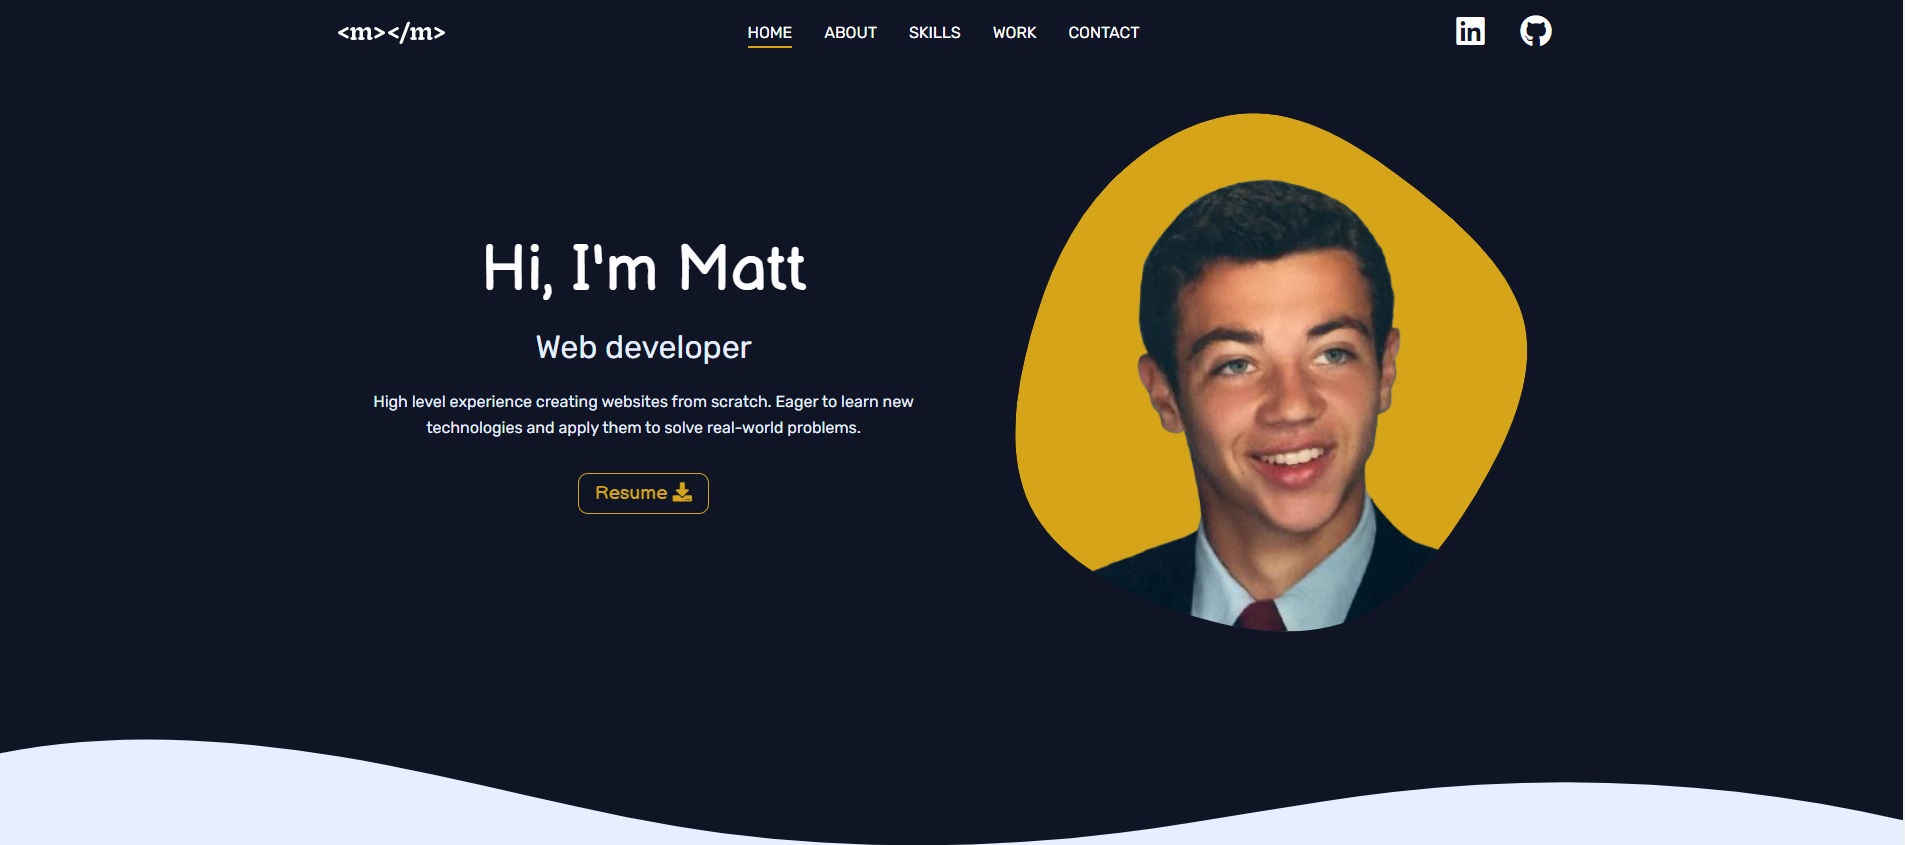 <m></m>
HOME ABOUT SKILLS WORK CONTACT
in
Hi, I'm Matt
Web developer
High level experience creating websites from scratch. Eager to learn new
technologies and apply them to solve real-world problems.
Resume